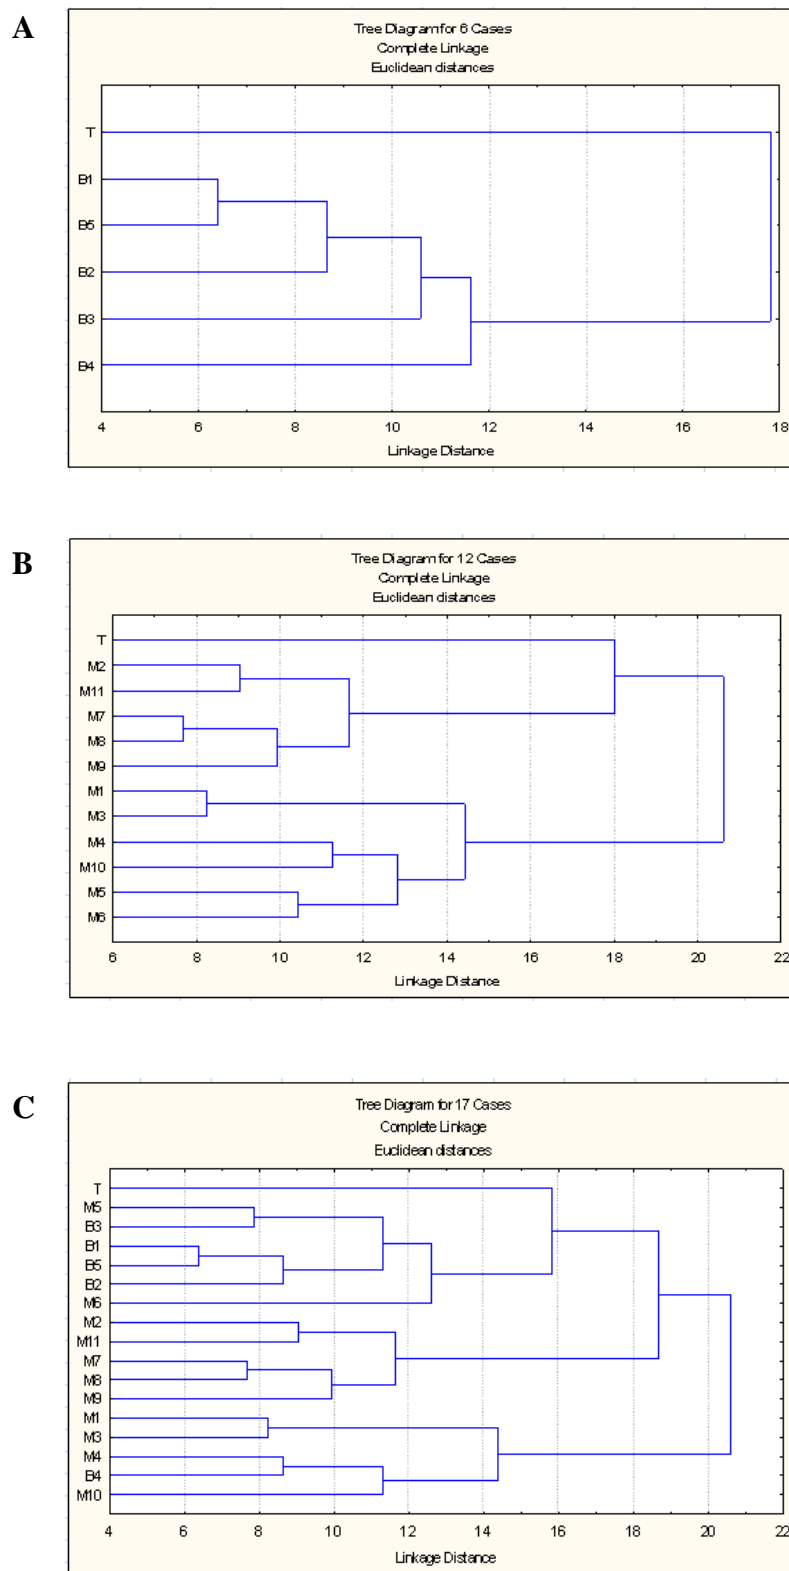 A
Tree Diagram for 6 Cases
Complete Linkage
Euclidean distances
T
B1
B5
B2
B3
B4
4 6 8 10 12 14 16 18
Linkage Distance
B
Tree Diagram for 12 Cases
Complete Linkage
Euclidean distances
T
M2
M11
M7
M8
M9
M1
M3
M4
M10
M5
M6
6 8 10 12 14 16 18 20 22
Linkage Distance
C
Tree Diagram for 17 Cases
Complete Linkage
Euclidean distances
T
M5
B3
B1
B5
B2
M6
M2
M11
M7
M8
M9
M1
M3
M4
B4
M10
4 6 8 10 12 14 16 18 20 22
Linkage Distance